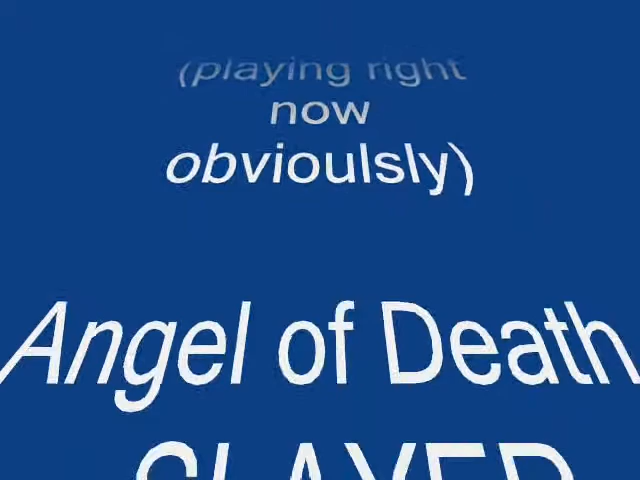 (playing right
now
obvioulsly)
Angel of Death
SLAYER